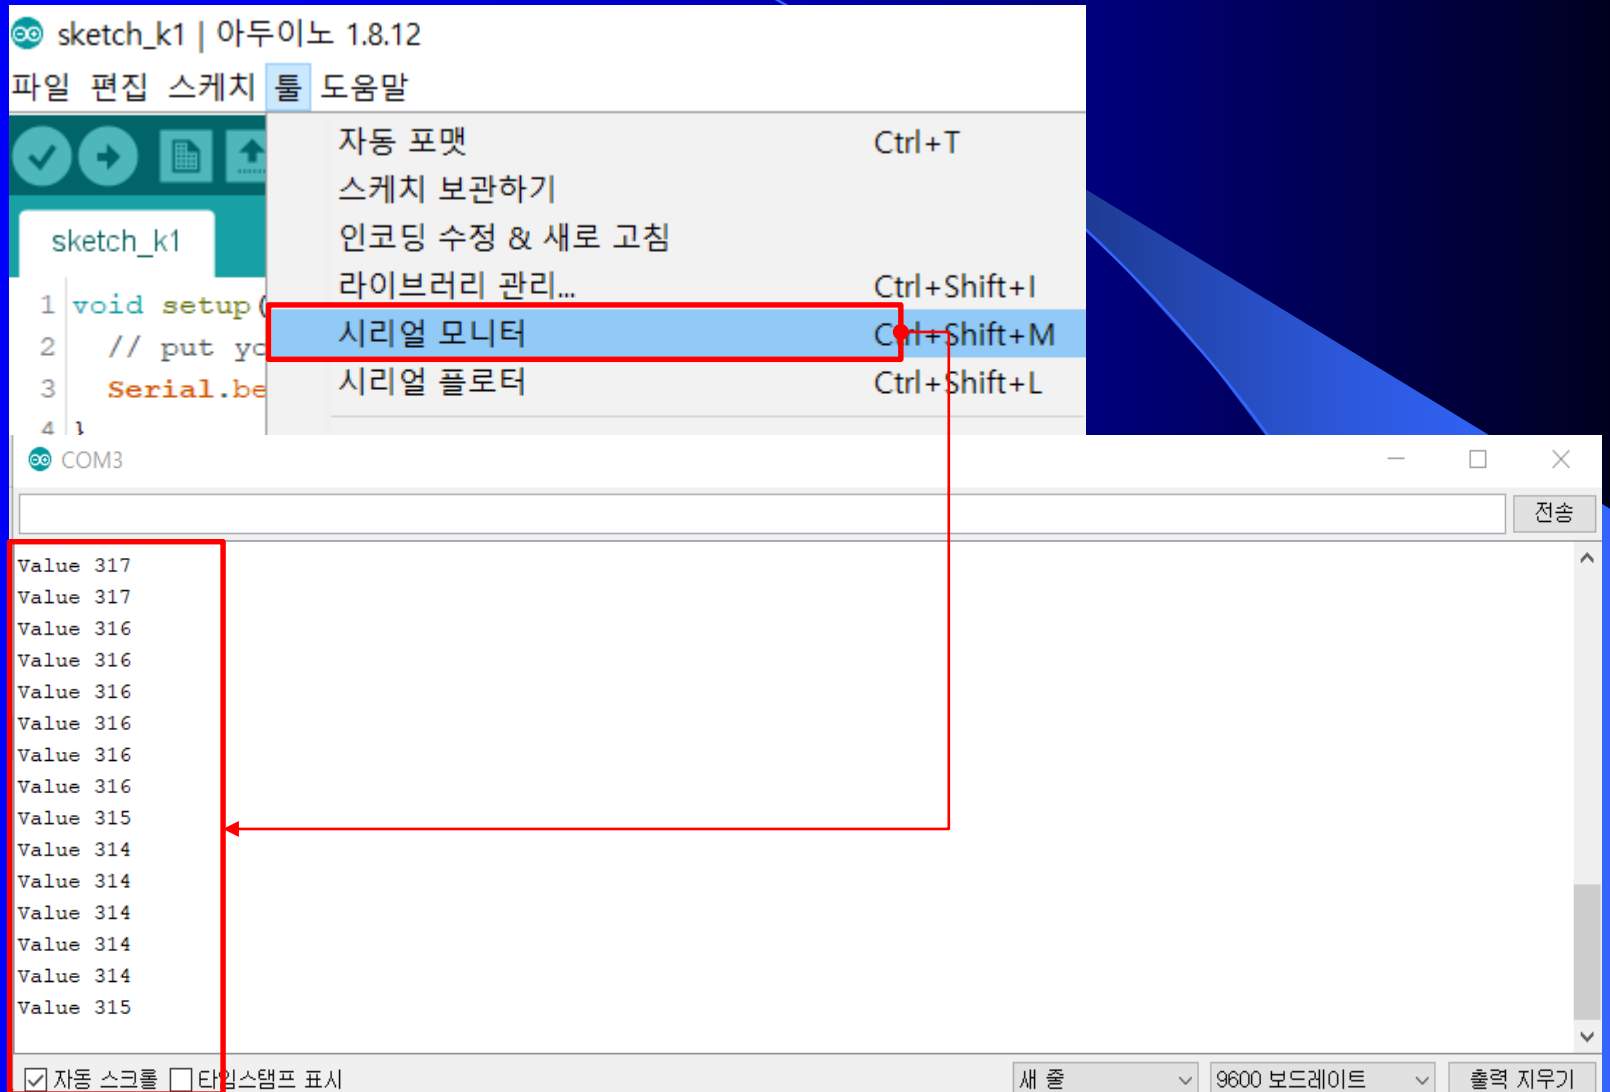 sketch_k1 | 아두이노 1.8.12
파일 편집 스케치 툴 도움말
자동 포맷 Ctrl+T
스케치 보관하기
인코딩 수정 & 새로 고침
라이브러리 관리... Ctrl+Shift+I
시리얼 모니터 Ctrl+Shift+M
시리얼 플로터 Ctrl+Shift+L
sketch_k1
1 void setup(
2 // put yo
3 Serial.be
4 }
COM3
전송
Value 317
Value 317
Value 316
Value 316
Value 316
Value 316
Value 316
Value 316
Value 315
Value 314
Value 314
Value 314
Value 314
Value 314
Value 315
자동 스크롤 타임스탬프 표시 새 줄 9600 보드레이트 출력 지우기